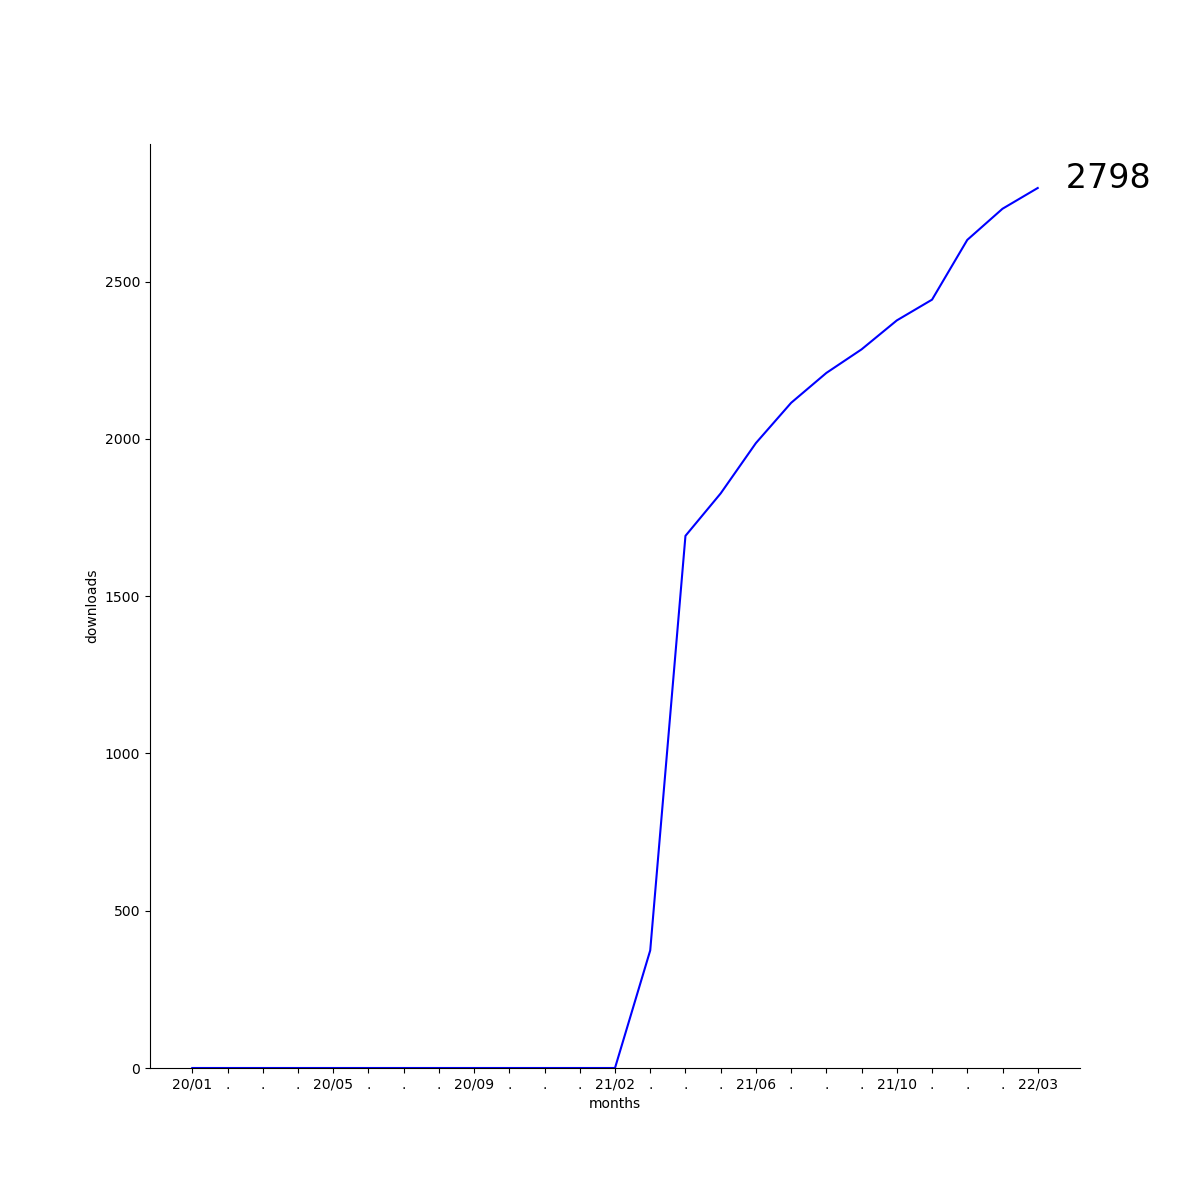 2798
2500
2000
1500
1000
500
0
downloads
20/01 . . . 20/05 . . . 20/09 . . . 21/02 . . . 21/06 . . . 21/10 . . . 22/03
months